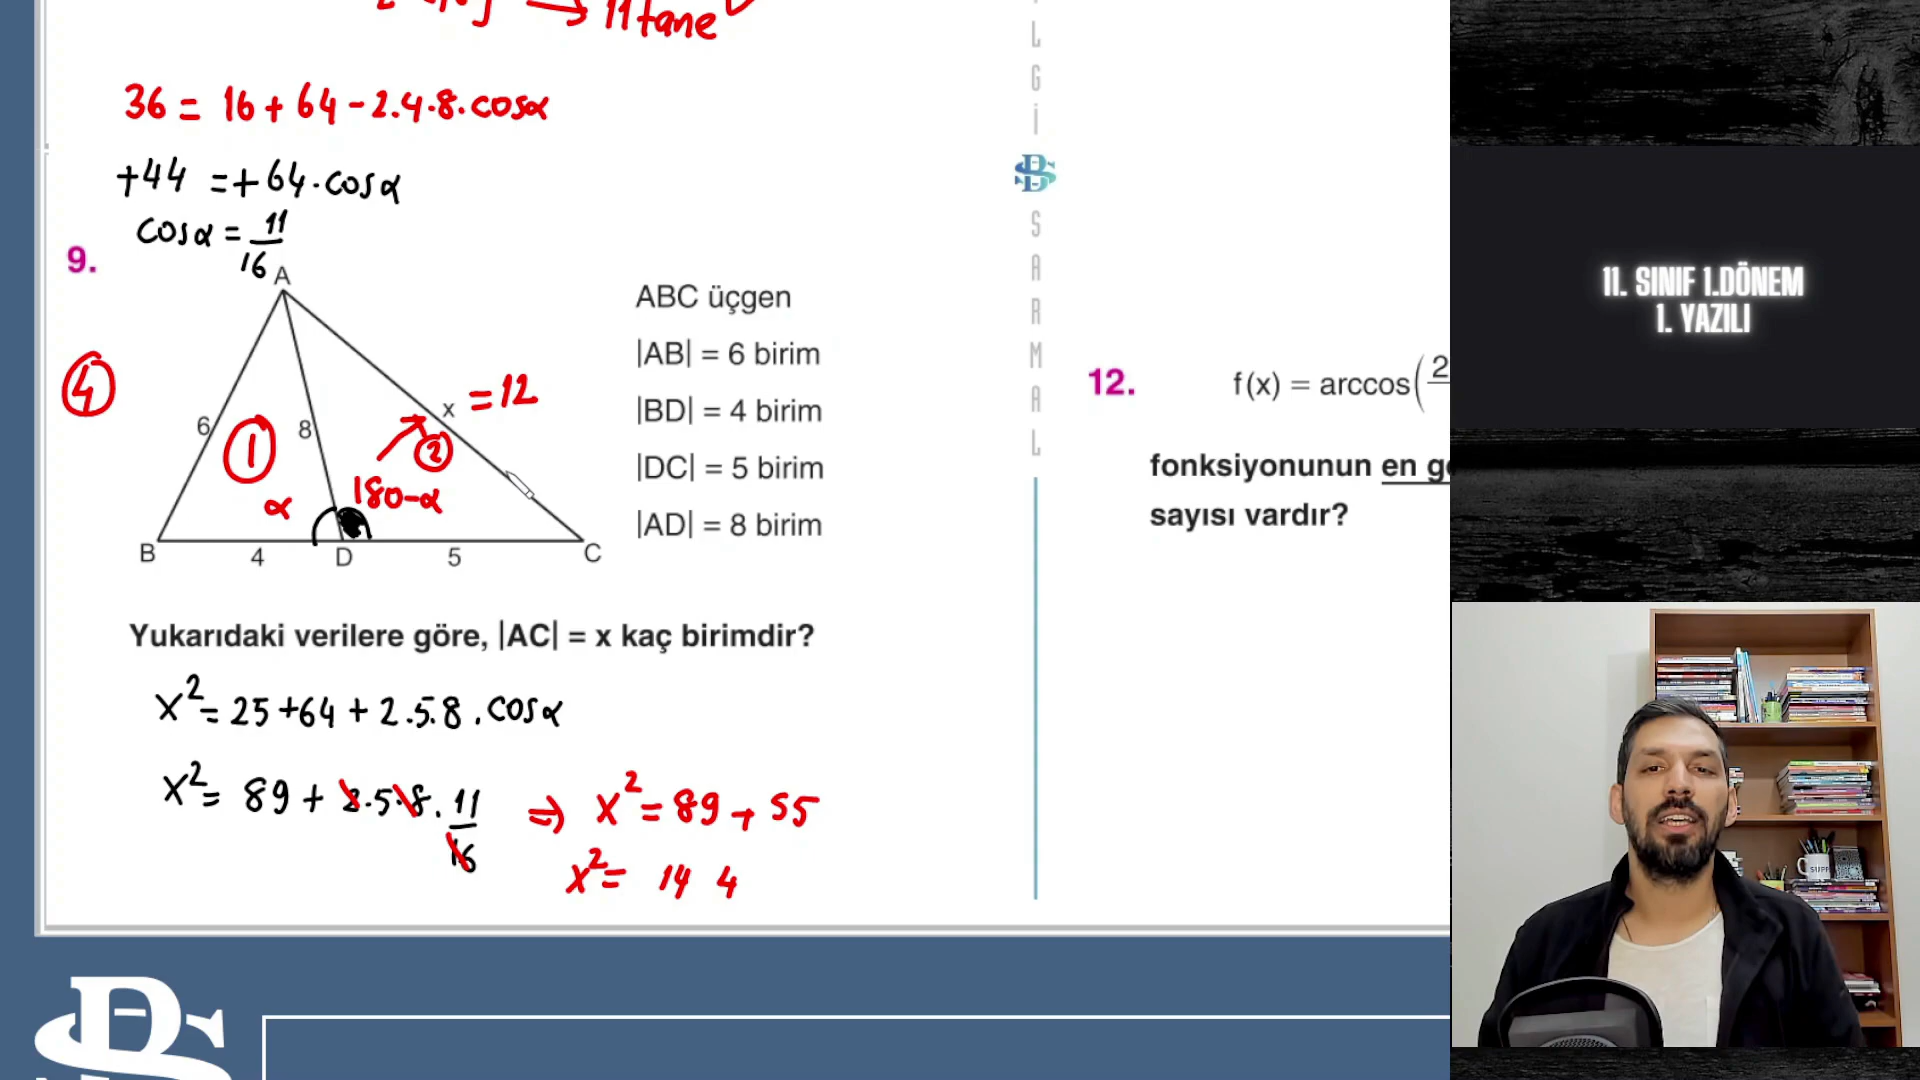 11 tane
36 = 16 + 64 - 2.4.8.cosα
+44 = +64.cosα
cosα = 11/16
9.
A
6
8
x = 12
4
1
2
α
180-α
B
4
D
5
C
ABC üçgen
|AB| = 6 birim
|BD| = 4 birim
|DC| = 5 birim
|AD| = 8 birim
Yukarıdaki verilere göre, |AC| = x kaç birimdir?
x² = 25 + 64 + 2.5.8.cosα
x² = 89 + 2.5.8.11/16 ⇒ x² = 89 + 55
x² = 144
LGİ
SARMAL
12.
f(x) = arccos(2
fonksiyonunun en ge
sayısı vardır?
11. SINIF 1.DÖNEM
1. YAZILI